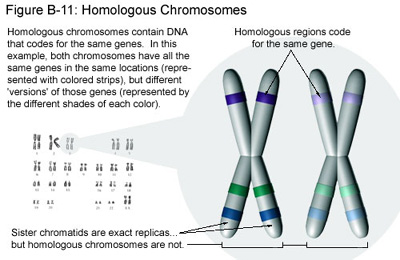 Figure B-11: Homologous Chromosomes
Homologous chromosomes contain DNA
that codes for the same genes. In this
example, both chromosomes have all the
same genes in the same locations (repre-
sented with colored strips), but different
'versions' of those genes (represented by
the different shades of each color).
Homologous regions code
for the same gene.
Sister chromatids are exact replicas...
but homologous chromosomes are not.